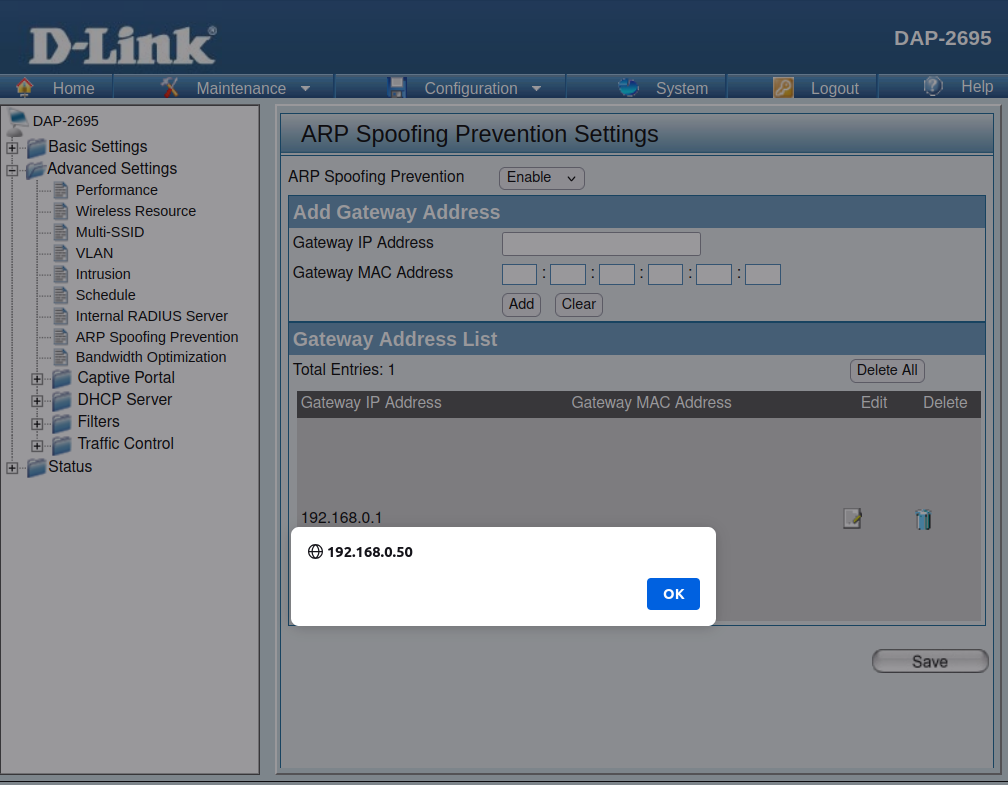 D-Link®
DAP-2695
Home Maintenance Configuration System Logout Help
DAP-2695
Basic Settings
Advanced Settings
Performance
Wireless Resource
Multi-SSID
VLAN
Intrusion
Schedule
Internal RADIUS Server
ARP Spoofing Prevention
Bandwidth Optimization
Captive Portal
DHCP Server
Filters
Traffic Control
Status
ARP Spoofing Prevention Settings
ARP Spoofing Prevention Enable
Add Gateway Address
Gateway IP Address
Gateway MAC Address : : : : :
Add Clear
Gateway Address List
Total Entries: 1 Delete All
Gateway IP Address Gateway MAC Address Edit Delete
192.168.0.1
192.168.0.50
OK
Save